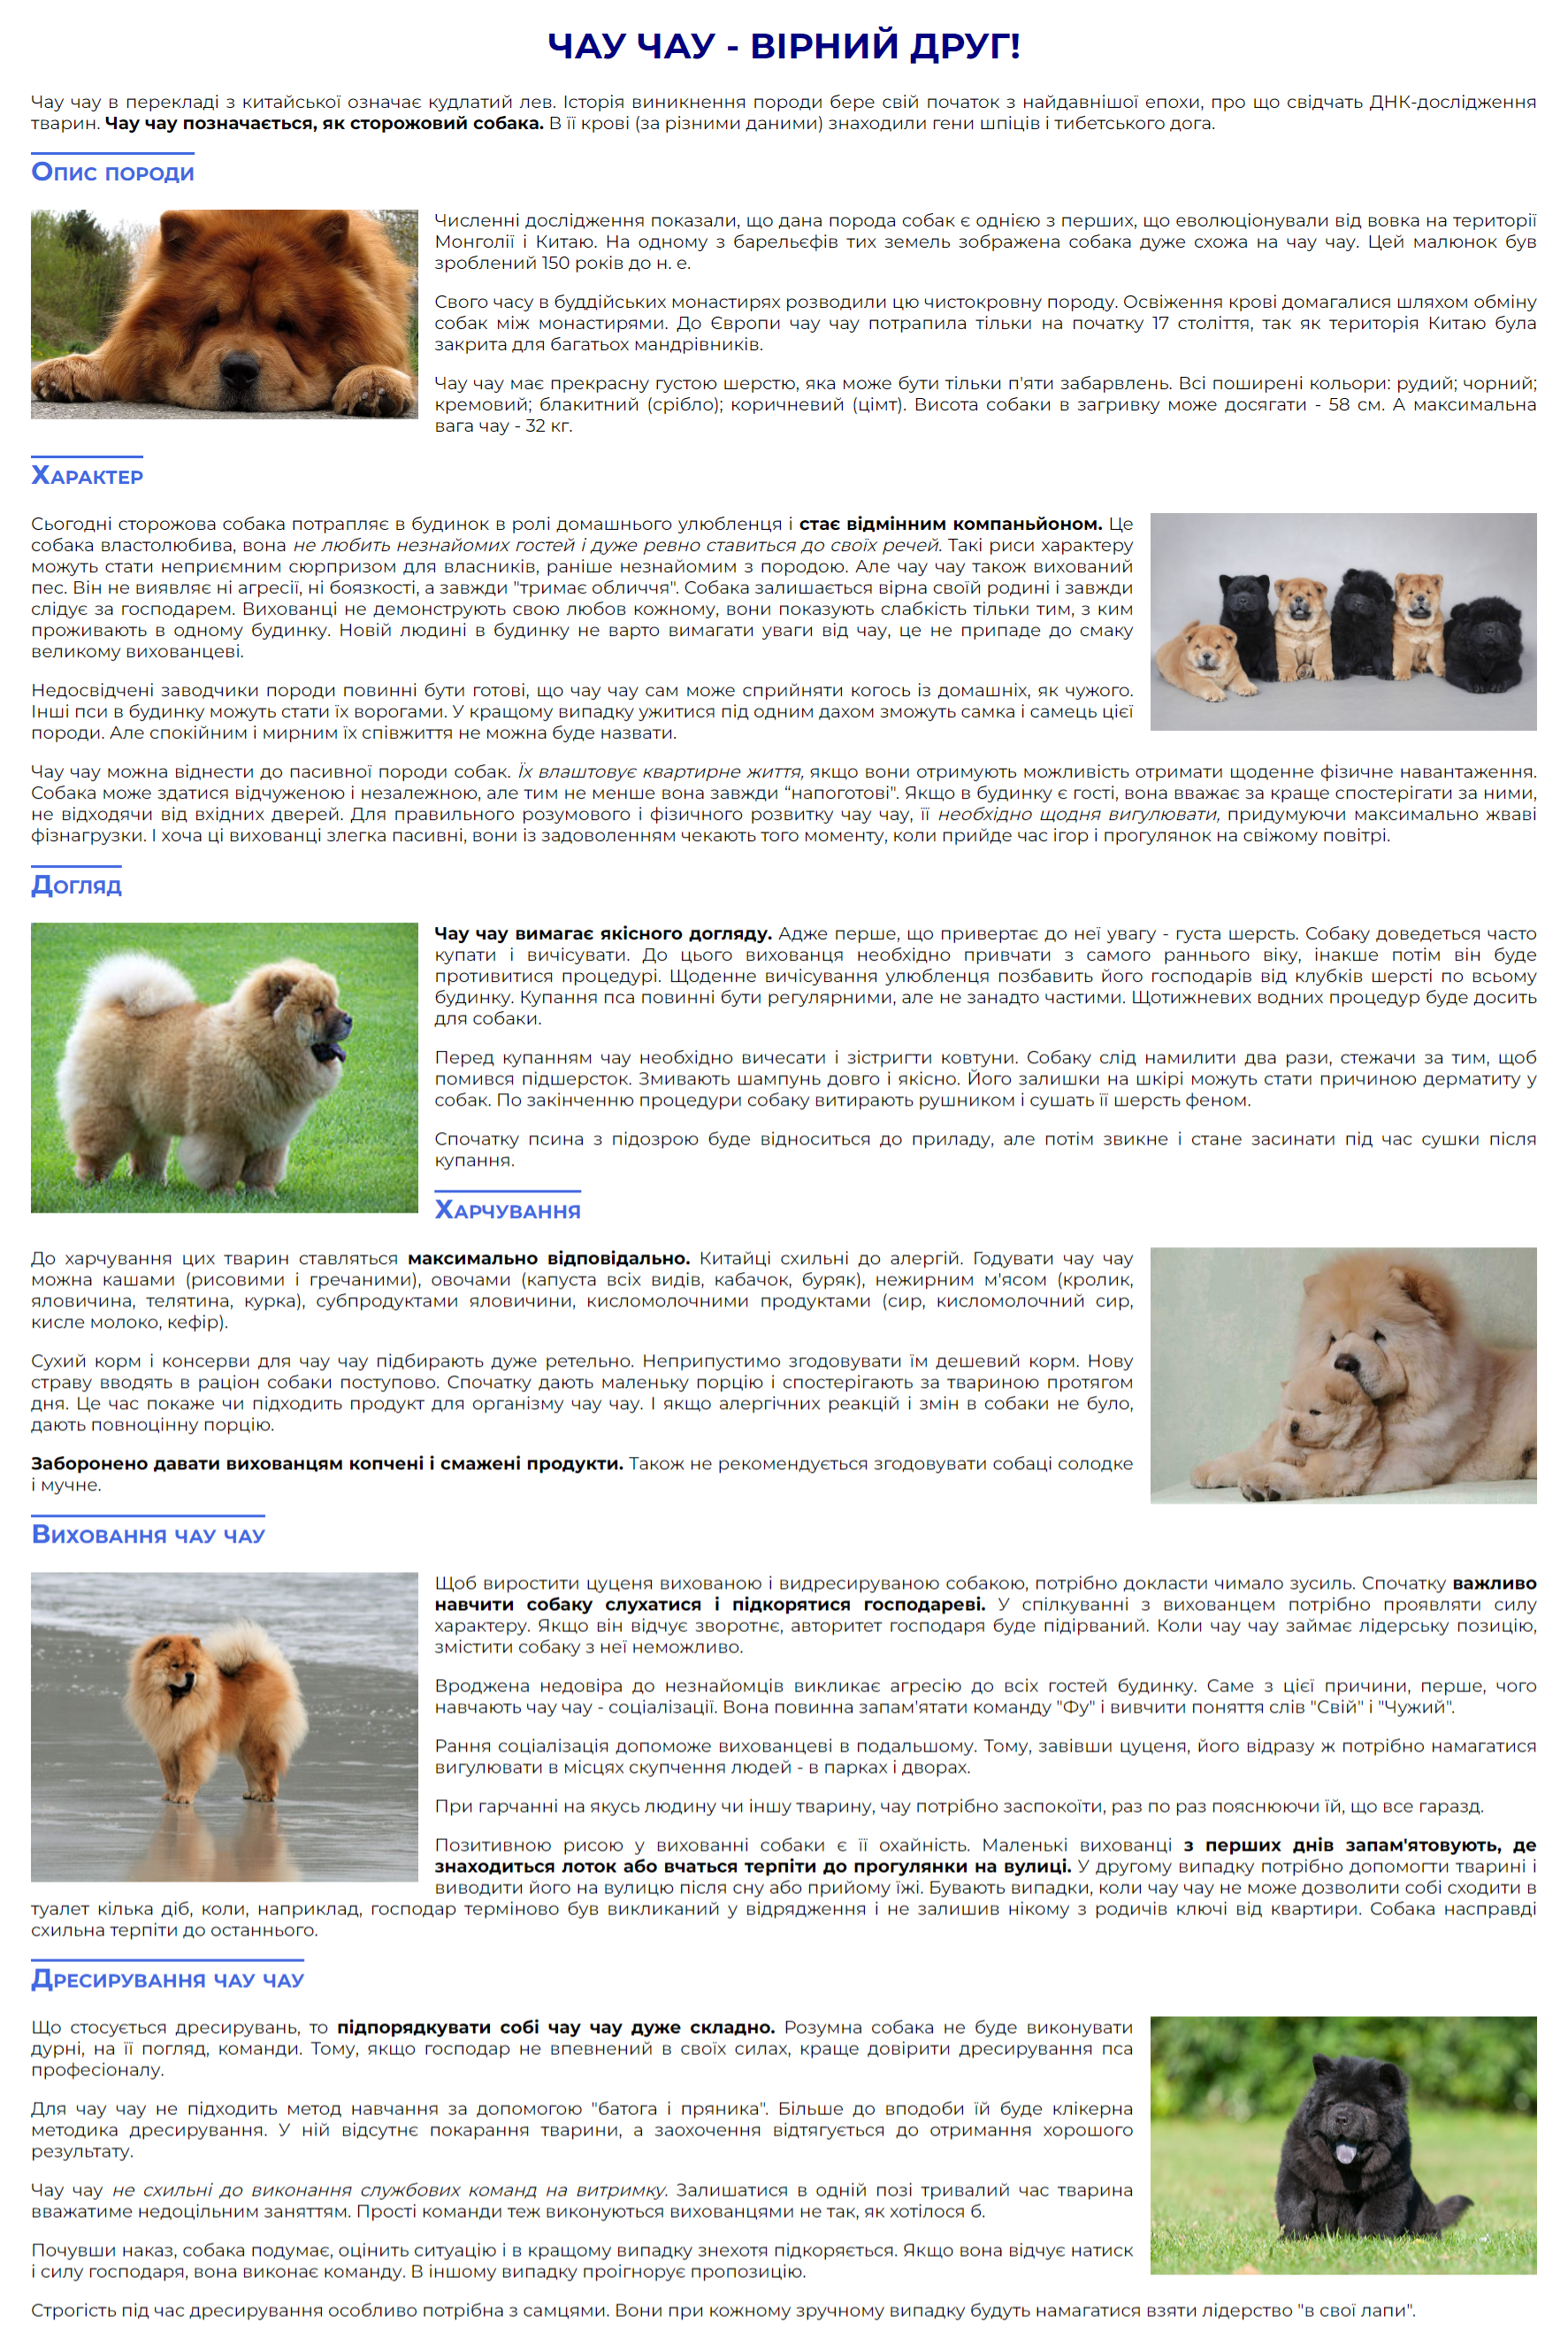 ЧАУ ЧАУ - ВІРНИЙ ДРУГ!
Чау чау в перекладі з китайської означає кудлатий лев. Історія виникнення породи бере свій початок з найдавнішої епохи, про що свідчать ДНК-дослідження
тварин. Чау чау позначається, як сторожовий собака. В її крові (за різними даними) знаходили гени шпіців і тибетського дога.
Опис породи
Численні дослідження показали, що дана порода собак є однією з перших, що еволюціонували від вовка на території
Монголії і Китаю. На одному з барельєфів тих земель зображена собака дуже схожа на чау чау. Цей малюнок був
зроблений 150 років до н. е.
Свого часу в буддійських монастирях розводили цю чистокровну породу. Освіження крові домагалися шляхом обміну
собак між монастирями. До Європи чау чау потрапила тільки на початку 17 століття, так як територія Китаю була
закрита для багатьох мандрівників.
Чау чау має прекрасну густою шерстю, яка може бути тільки п'яти забарвлень. Всі поширені кольори: рудий; чорний;
кремовий; блакитний (срібло); коричневий (цімт). Висота собаки в загривку може досягати - 58 см. А максимальна
вага чау - 32 кг.
Характер
Сьогодні сторожова собака потрапляє в будинок в ролі домашнього улюбленця і стає відмінним компаньйоном. Це
собака властолюбива, вона не любить незнайомих гостей і дуже ревно ставиться до своїх речей. Такі риси характеру
можуть стати неприємним сюрпризом для власників, раніше незнайомим з породою. Але чау чау також вихований
пес. Він не виявляє ні агресії, ні боязкості, а завжди "тримає обличчя". Собака залишається вірна своїй родині і завжди
слідує за господарем. Вихованці не демонструють свою любов кожному, вони показують слабкість тільки тим, з ким
проживають в одному будинку. Новій людині в будинку не варто вимагати уваги від чау, це не припаде до смаку
великому вихованцеві.
Недосвідчені заводчики породи повинні бути готові, що чау чау сам може сприйняти когось із домашніх, як чужого.
Інші пси в будинку можуть стати їх ворогами. У кращому випадку ужитися під одним дахом зможуть самка і самець цієї
породи. Але спокійним і мирним їх співжиття не можна буде назвати.
Чау чау можна віднести до пасивної породи собак. Їх влаштовує квартирне життя, якщо вони отримують можливість отримати щоденне фізичне навантаження.
Собака може здатися відчуженою і незалежною, але тим не менше вона завжди “напоготові". Якщо в будинку є гості, вона вважає за краще спостерігати за ними,
не відходячи від вхідних дверей. Для правильного розумового і фізичного розвитку чау чау, її необхідно щодня вигулювати, придумуючи максимально жваві
фізнагрузки. І хоча ці вихованці злегка пасивні, вони із задоволенням чекають того моменту, коли прийде час ігор і прогулянок на свіжому повітрі.
Догляд
Чау чау вимагає якісного догляду. Адже перше, що привертає до неї увагу - густа шерсть. Собаку доведеться часто
купати і вичісувати. До цього вихованця необхідно привчати з самого раннього віку, інакше потім він буде
противитися процедурі. Щоденне вичісування улюбленця позбавить його господарів від клубків шерсті по всьому
будинку. Купання пса повинні бути регулярними, але не занадто частими. Щотижневих водних процедур буде досить
для собаки.
Перед купанням чау необхідно вичесати і зістригти ковтуни. Собаку слід намилити два рази, стежачи за тим, щоб
помився підшерсток. Змивають шампунь довго і якісно. Його залишки на шкірі можуть стати причиною дерматиту у
собак. По закінченню процедури собаку витирають рушником і сушать її шерсть феном.
Спочатку псина з підозрою буде відноситься до приладу, але потім звикне і стане засинати під час сушки після
купання.
Харчування
До харчування цих тварин ставляться максимально відповідально. Китайці схильні до алергій. Годувати чау чау
можна кашами (рисовими і гречаними), овочами (капуста всіх видів, кабачок, буряк), нежирним м'ясом (кролик,
яловичина, телятина, курка), субпродуктами яловичини, кисломолочними продуктами (сир, кисломолочний сир,
кисле молоко, кефір).
Сухий корм і консерви для чау чау підбирають дуже ретельно. Неприпустимо згодовувати їм дешевий корм. Нову
страву вводять в раціон собаки поступово. Спочатку дають маленьку порцію і спостерігають за твариною протягом
дня. Це час покаже чи підходить продукт для організму чау чау. І якщо алергічних реакцій і змін в собаки не було,
дають повноцінну порцію.
Заборонено давати вихованцям копчені і смажені продукти. Також не рекомендується згодовувати собаці солодке
і мучне.
Виховання чау чау
Щоб виростити цуценя вихованою і видресируваною собакою, потрібно докласти чимало зусиль. Спочатку важливо
навчити собаку слухатися і підкорятися господареві. У спілкуванні з вихованцем потрібно проявляти силу
характеру. Якщо він відчує зворотнє, авторитет господаря буде підірваний. Коли чау чау займає лідерську позицію,
змістити собаку з неї неможливо.
Вроджена недовіра до незнайомців викликає агресію до всіх гостей будинку. Саме з цієї причини, перше, чого
навчають чау чау - соціалізації. Вона повинна запам'ятати команду "Фу" і вивчити поняття слів "Свій" і "Чужий".
Рання соціалізація допоможе вихованцеві в подальшому. Тому, завівши цуценя, його відразу ж потрібно намагатися
вигулювати в місцях скупчення людей - в парках і дворах.
При гарчанні на якусь людину чи іншу тварину, чау потрібно заспокоїти, раз по раз пояснюючи їй, що все гаразд.
Позитивною рисою у вихованні собаки є її охайність. Маленькі вихованці з перших днів запам'ятовують, де
знаходиться лоток або вчаться терпіти до прогулянки на вулиці. У другому випадку потрібно допомогти тварині і
виводити його на вулицю після сну або прийому їжі. Бувають випадки, коли чау чау не може дозволити собі сходити в
туалет кілька діб, коли, наприклад, господар терміново був викликаний у відрядження і не залишив нікому з родичів ключі від квартири. Собака насправді
схильна терпіти до останнього.
Дресирування чау чау
Що стосується дресирувань, то підпорядкувати собі чау чау дуже складно. Розумна собака не буде виконувати
дурні, на її погляд, команди. Тому, якщо господар не впевнений в своїх силах, краще довірити дресирування пса
професіоналу.
Для чау чау не підходить метод навчання за допомогою "батога і пряника". Більше до вподоби їй буде клікерна
методика дресирування. У ній відсутнє покарання тварини, а заохочення відтягується до отримання хорошого
результату.
Чау чау не схильні до виконання службових команд на витримку. Залишатися в одній позі тривалий час тварина
вважатиме недоцільним заняттям. Прості команди теж виконуються вихованцями не так, як хотілося б.
Почувши наказ, собака подумає, оцінить ситуацію і в кращому випадку знехотя підкоряється. Якщо вона відчує натиск
і силу господаря, вона виконає команду. В іншому випадку проігнорує пропозицію.
Строгість під час дресирування особливо потрібна з самцями. Вони при кожному зручному випадку будуть намагатися взяти лідерство "в свої лапи".